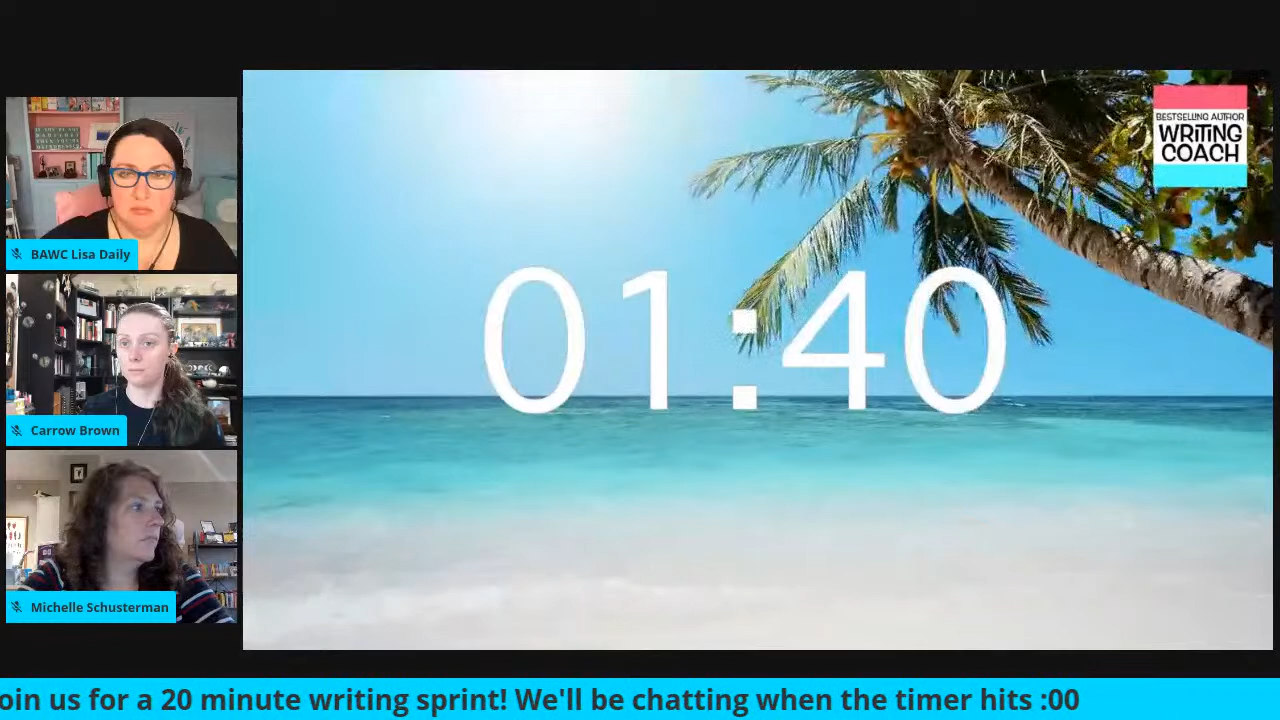 BAWC Lisa Daily
Carrow Brown
Michelle Schusterman
01:40
BESTSELLING AUTHOR
WRITING
COACH
oin us for a 20 minute writing sprint! We'll be chatting when the timer hits :00